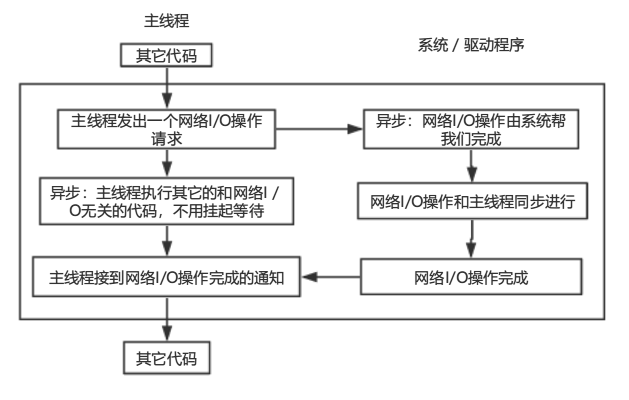 主线程
系统 / 驱动程序
其它代码
主线程发出一个网络I/O操作
请求
异步：网络I/O操作由系统帮
我们完成
异步：主线程执行其它的和网络I /
O无关的代码，不用挂起等待
网络I/O操作和主线程同步进行
主线程接到网络I/O操作完成的通知
网络I/O操作完成
其它代码